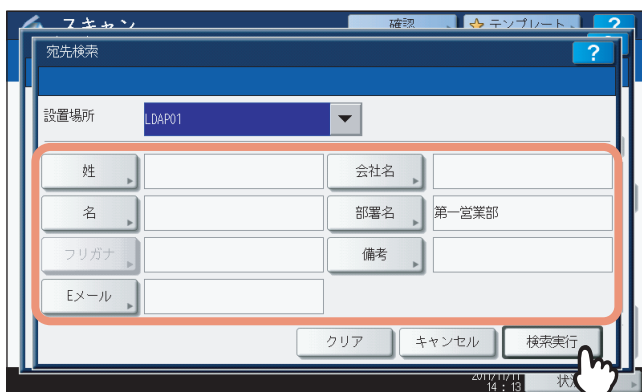 スキャン 確認 テンプレート ?
宛先検索 ?
設置場所 LDAP01
姓 会社名
名 部署名 第一営業部
フリガナ 備考
Eメール
クリア キャンセル 検索実行
2011/11/11
14 : 13